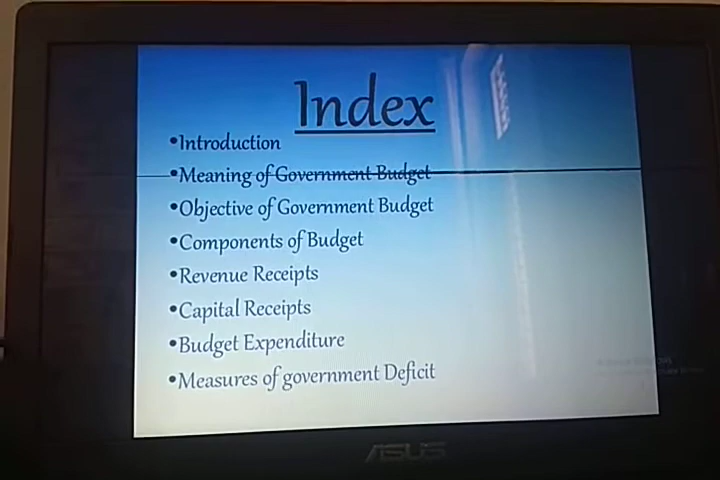 Index
•Introduction
•Meaning of Government Budget
•Objective of Government Budget
•Components of Budget
•Revenue Receipts
•Capital Receipts
•Budget Expenditure
•Measures of government Deficit
ASUS